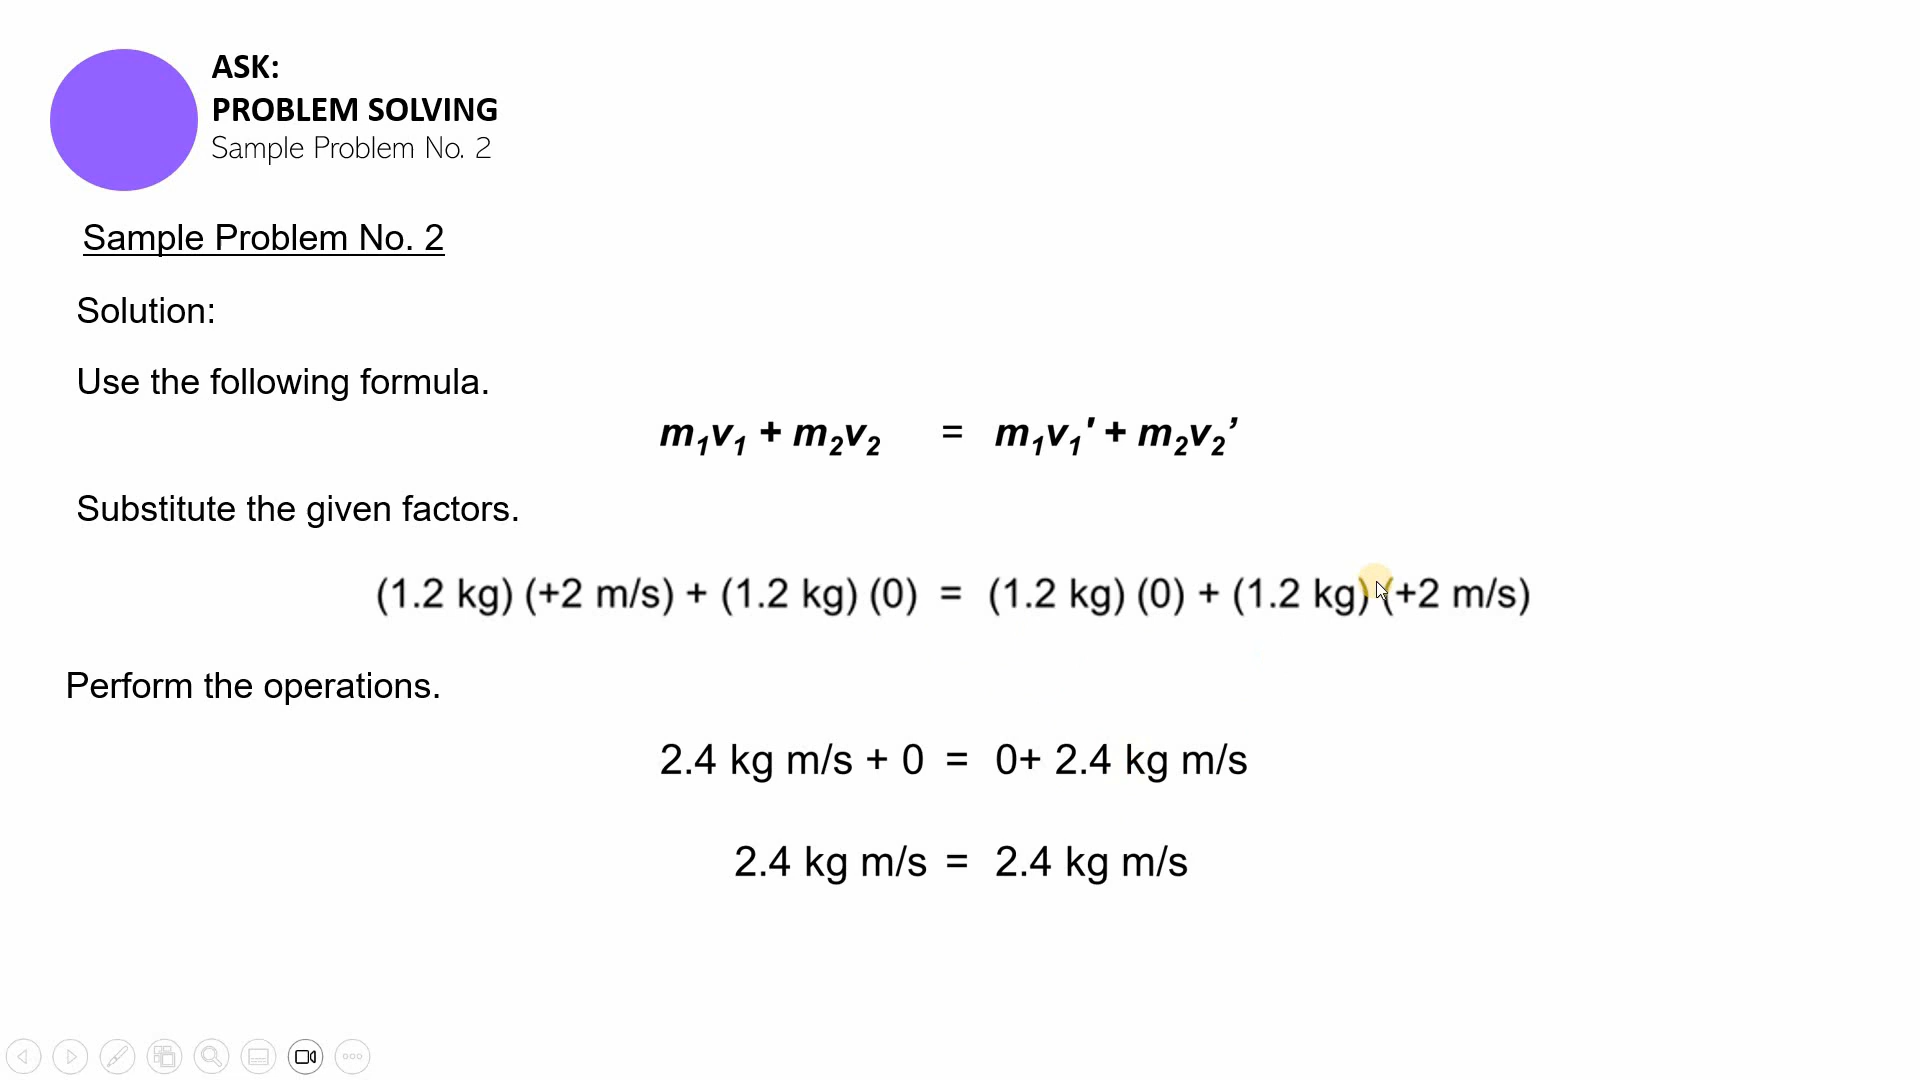 ASK:
PROBLEM SOLVING
Sample Problem No. 2
Sample Problem No. 2
Solution:
Use the following formula.
m₁v₁ + m₂v₂ = m₁v₁' + m₂v₂’
Substitute the given factors.
(1.2 kg) (+2 m/s) + (1.2 kg) (0) = (1.2 kg) (0) + (1.2 kg) (+2 m/s)
Perform the operations.
2.4 kg m/s + 0 = 0+ 2.4 kg m/s
2.4 kg m/s = 2.4 kg m/s